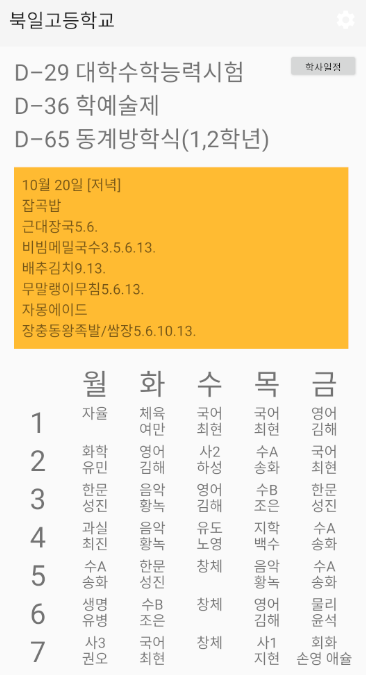 북일고등학교
D-29 대학수학능력시험
학사일정
D-36 학예술제
D-65 동계방학식(1,2학년)
10월 20일 [저녁]
잡곡밥
근대장국5.6.
비빔메밀국수3.5.6.13.
배추김치9.13.
무말랭이무침5.6.13.
자몽에이드
장충동왕족발/쌈장5.6.10.13.
월 화 수 목 금
1 자율 체육 국어 국어 영어
여만 최현 최현 김해
2 화학 영어 사2 수A 국어
유민 김해 하성 송화 최현
3 한문 음악 영어 수B 한문
성진 황녹 김해 조은 성진
4 과실 음악 유도 지학 수A
최진 황녹 노영 백수 송화
5 수A 한문 창체 음악 수A
송화 성진 황녹 송화
6 생명 수B 창체 영어 물리
유병 조은 김해 윤석
7 사3 국어 창체 사1 회화
권오 최현 지현 손영 애슐